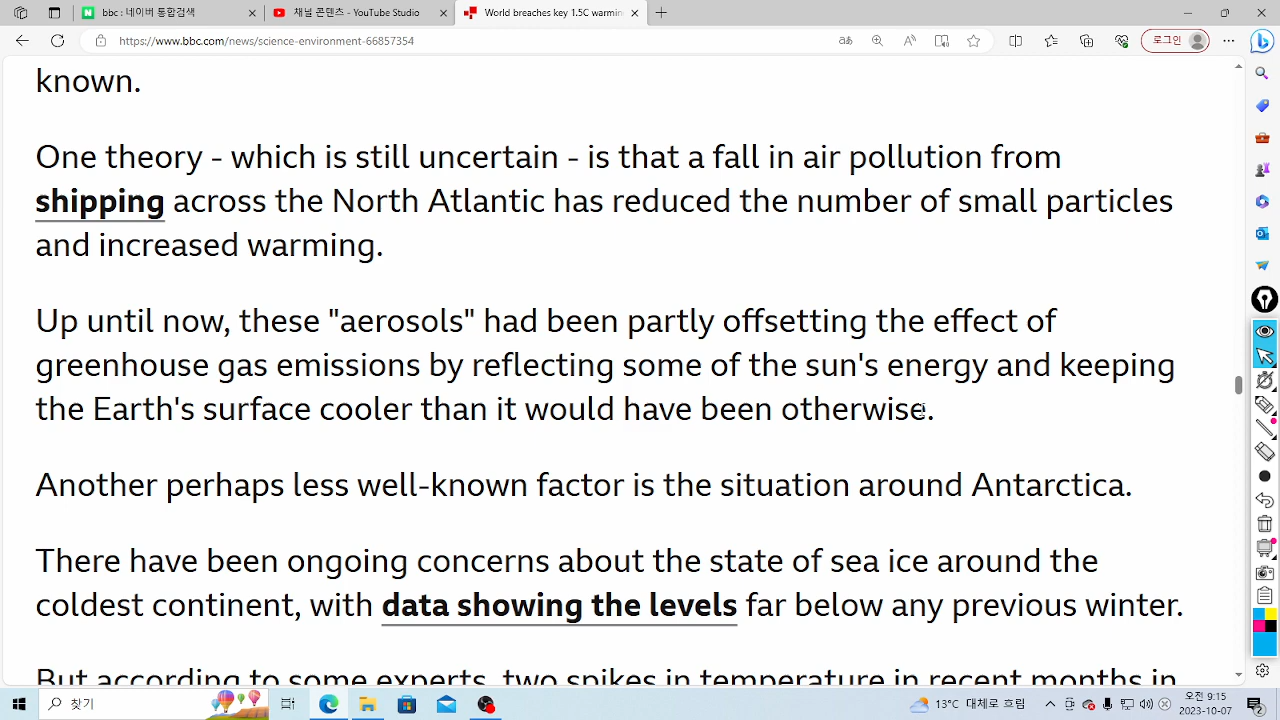 bbc : 네이버 통합검색
채널 콘텐츠 - YouTube Studio
World breaches key 1.5C warmin
https://www.bbc.com/news/science-environment-66857354
로그인
known.
One theory - which is still uncertain - is that a fall in air pollution from
shipping across the North Atlantic has reduced the number of small particles
and increased warming.
Up until now, these "aerosols" had been partly offsetting the effect of
greenhouse gas emissions by reflecting some of the sun's energy and keeping
the Earth's surface cooler than it would have been otherwise.
Another perhaps less well-known factor is the situation around Antarctica.
There have been ongoing concerns about the state of sea ice around the
coldest continent, with data showing the levels far below any previous winter.
But according to some experts, two spikes in temperature in recent months in
찾기
13°C 대체로 흐림
오전 9:15
2023-10-07
2